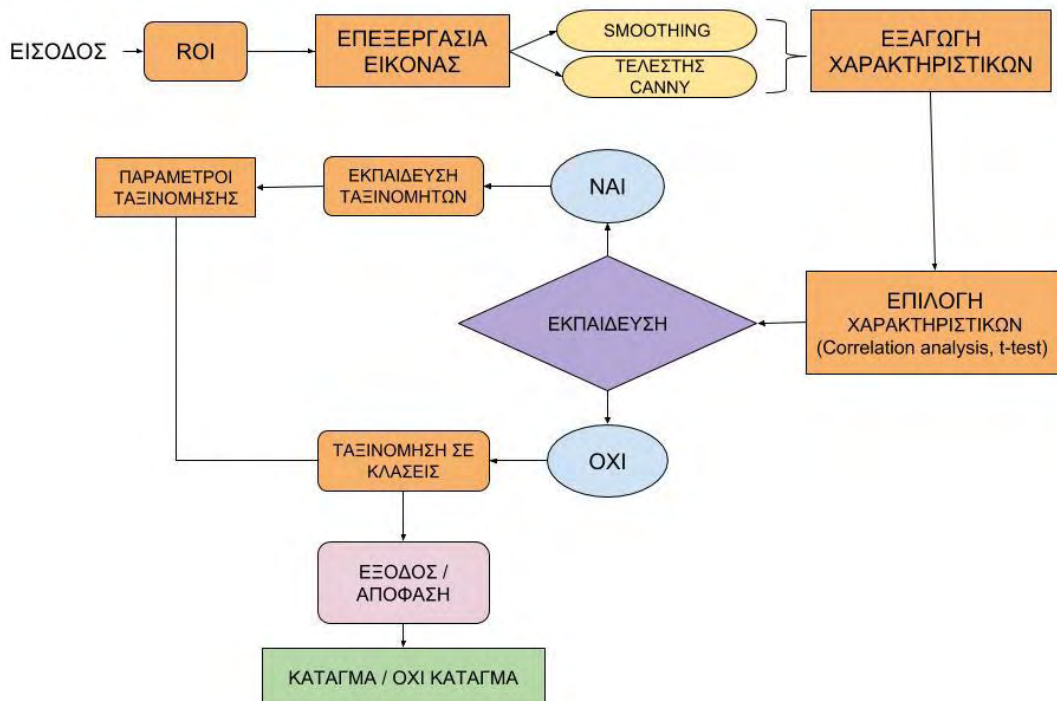 ΕΙΣΟΔΟΣ
ROI
ΕΠΕΞΕΡΓΑΣΙΑ
ΕΙΚΟΝΑΣ
SMOOTHING
ΤΕΛΕΣΤΗΣ
CANNY
ΕΞΑΓΩΓΗ
ΧΑΡΑΚΤΗΡΙΣΤΙΚΩΝ
ΠΑΡΑΜΕΤΡΟΙ
ΤΑΞΙΝΟΜΗΣΗΣ
ΕΚΠΑΙΔΕΥΣΗ
ΤΑΞΙΝΟΜΗΤΩΝ
ΝΑΙ
ΕΚΠΑΙΔΕΥΣΗ
ΕΠΙΛΟΓΗ
ΧΑΡΑΚΤΗΡΙΣΤΙΚΩΝ
(Correlation analysis, t-test)
ΤΑΞΙΝΟΜΗΣΗ ΣΕ
ΚΛΑΣΕΙΣ
ΟΧΙ
ΕΞΟΔΟΣ /
ΑΠΟΦΑΣΗ
ΚΑΤΑΓΜΑ / ΟΧΙ ΚΑΤΑΓΜΑ